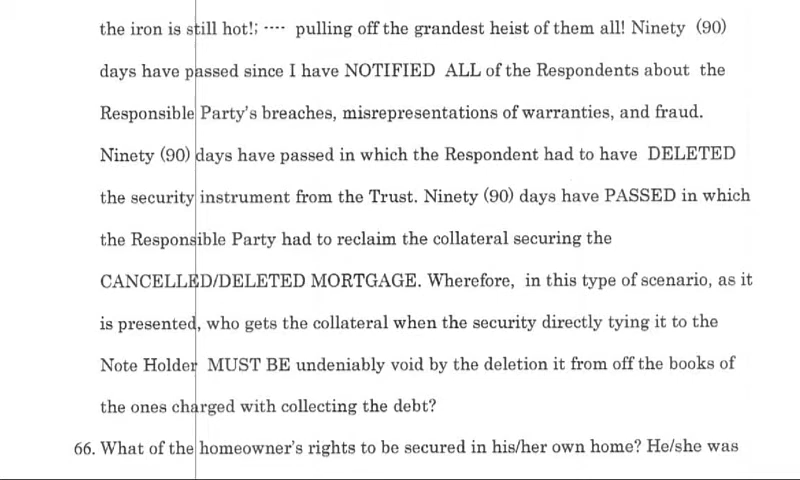 the iron is still hot!; ---- pulling off the grandest heist of them all! Ninety (90)
days have passed since I have NOTIFIED ALL of the Respondents about the
Responsible Party's breaches, misrepresentations of warranties, and fraud.
Ninety (90) days have passed in which the Respondent had to have DELETED
the security instrument from the Trust. Ninety (90) days have PASSED in which
the Responsible Party had to reclaim the collateral securing the
CANCELLED/DELETED MORTGAGE. Wherefore, in this type of scenario, as it
is presented, who gets the collateral when the security directly tying it to the
Note Holder MUST BE undeniably void by the deletion it from off the books of
the ones charged with collecting the debt?
66. What of the homeowner's rights to be secured in his/her own home? He/she was